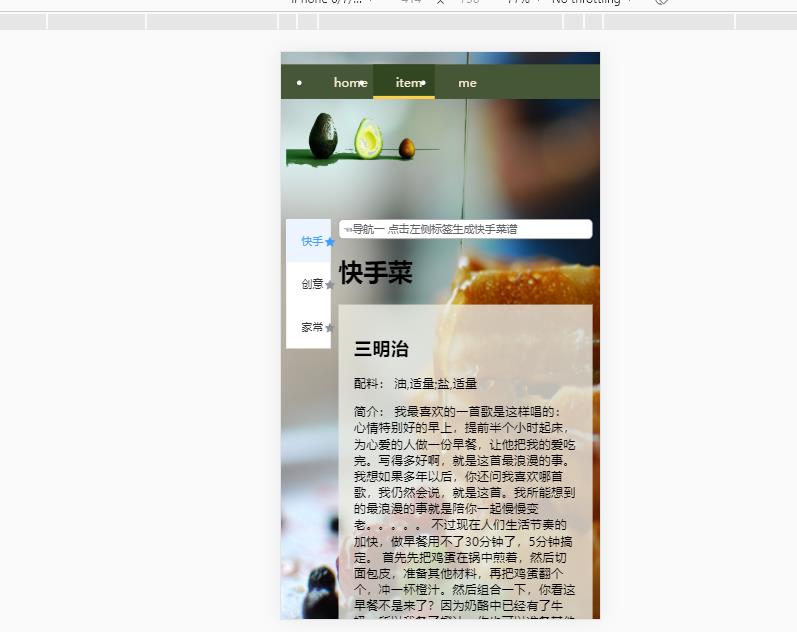 home
item
me
快手
创意
家常
☜导航一 点击左侧标签生成快手菜谱
快手菜
三明治
配料： 油,适量;盐,适量
简介： 我最喜欢的一首歌是这样唱的：
心情特别好的早上，提前半个小时起床，
为心爱的人做一份早餐，让他把我的爱吃
完。写得多好啊，就是这首最浪漫的事。
我想如果多年以后，你还问我喜欢哪首
歌，我仍然会说，就是这首。我所能想到
的最浪漫的事就是陪你一起慢慢变
老。。。。。 不过现在人们生活节奏的
加快，做早餐用不了30分钟了，5分钟搞
定。 首先先把鸡蛋在锅中煎着，然后切
面包皮，准备其他材料，再把鸡蛋翻个
个，冲一杯橙汁。然后组合一下，你看这
早餐不是来了？因为奶酪中已经有了牛